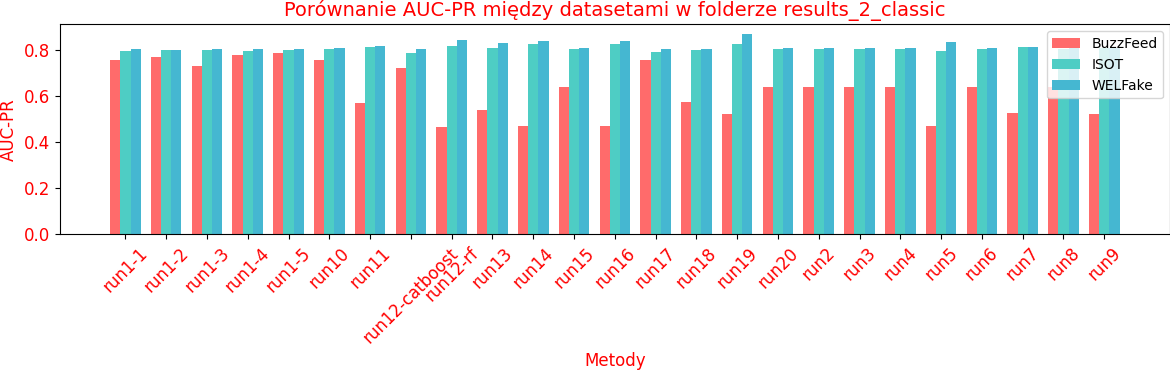 Porównanie AUC-PR między datasetami w folderze results_2_classic
BuzzFeed
ISOT
WELFake
AUC-PR
0.8
0.6
0.4
0.2
0.0
run1-1
run1-2
run1-3
run1-4
run1-5
run10
run11
run12-catboost
run12-rf
run13
run14
run15
run16
run17
run18
run19
run20
run2
run3
run4
run5
run6
run7
run8
run9
Metody